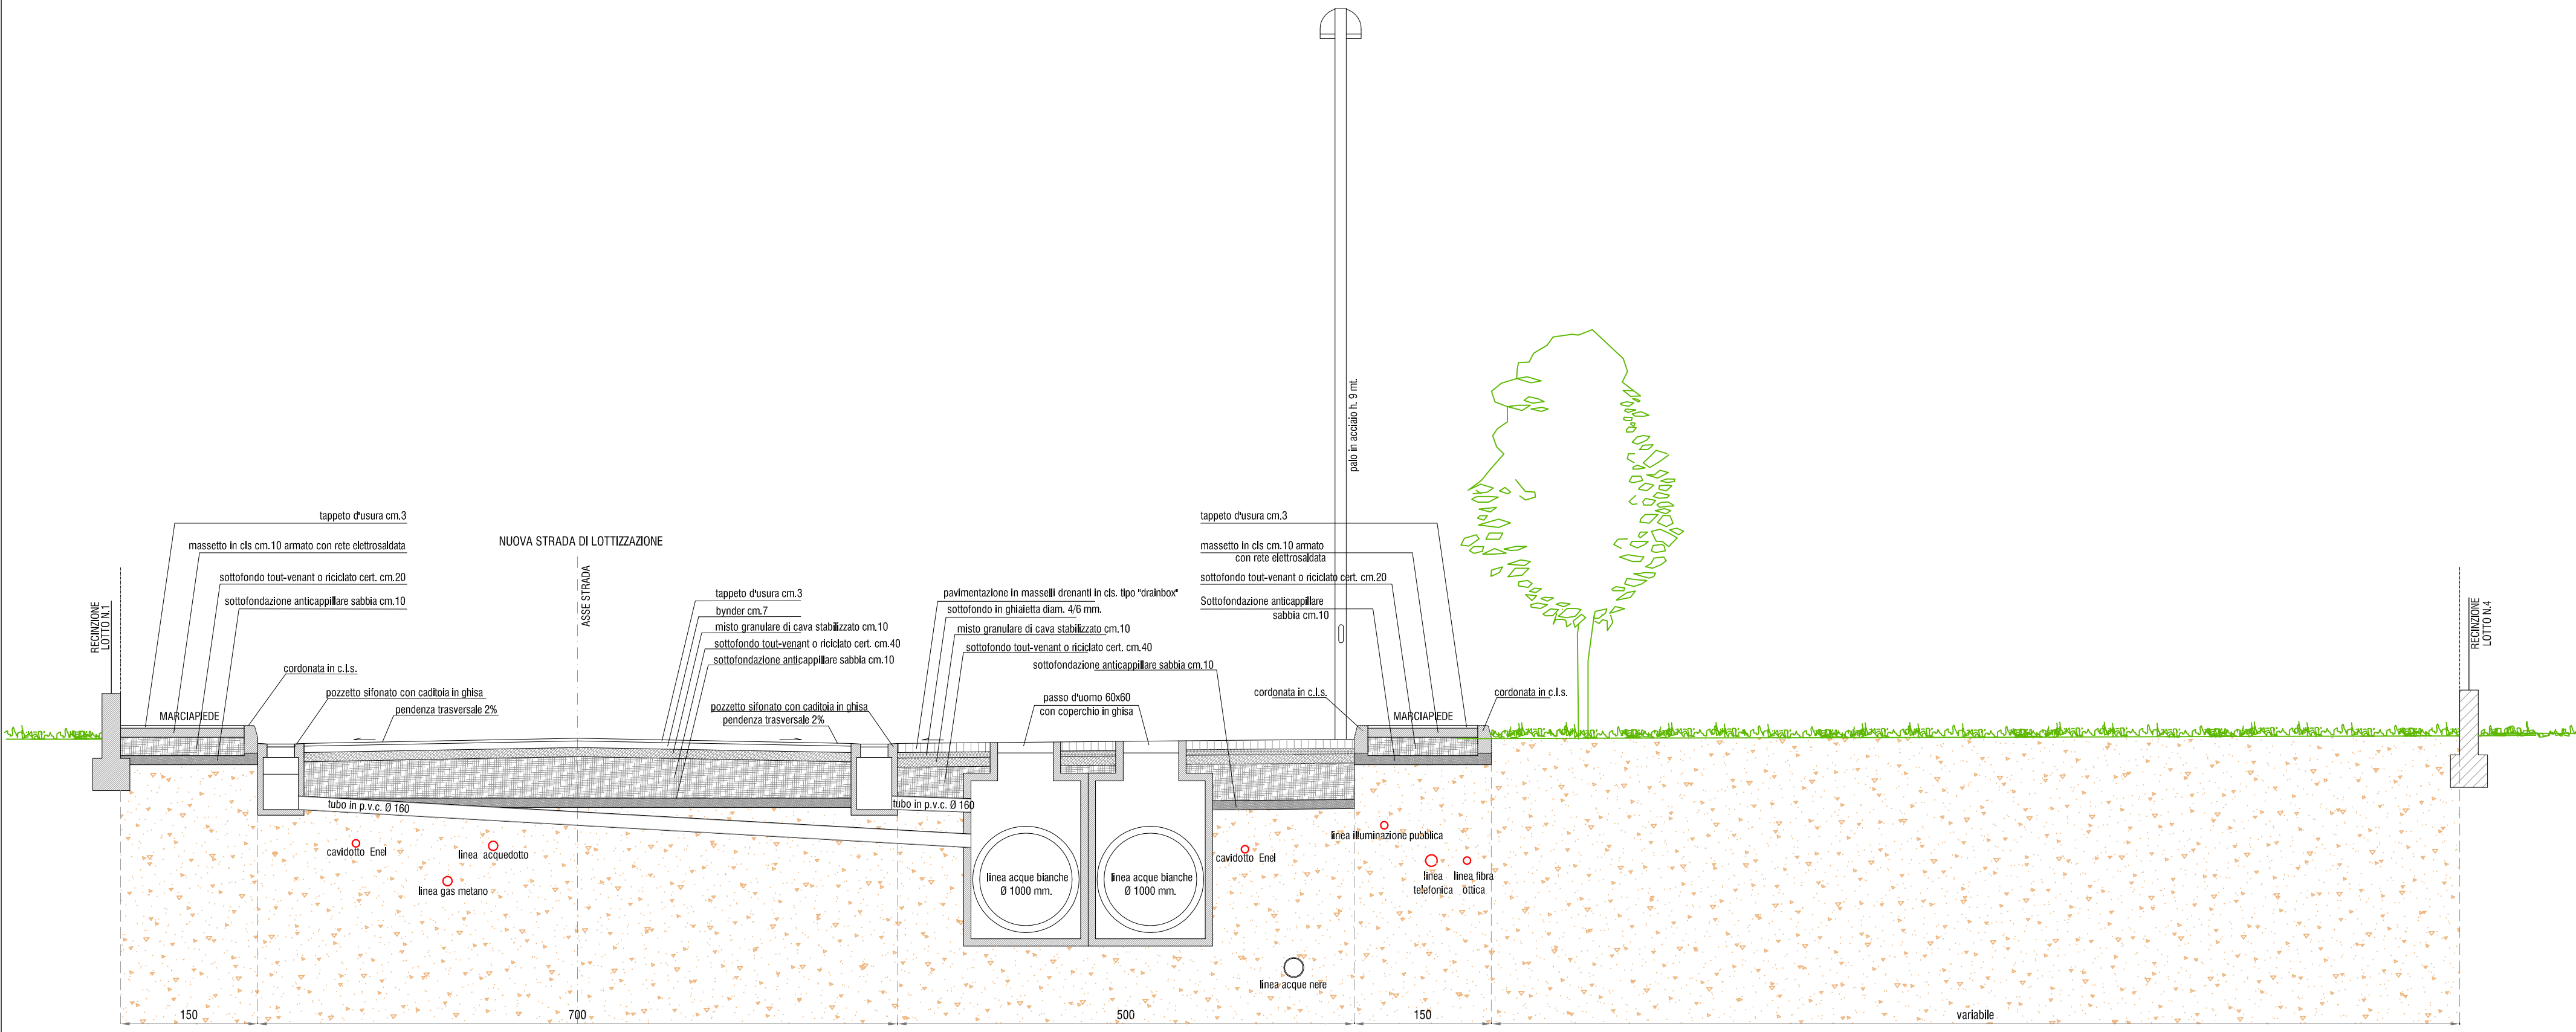 palo in acciaio h. 9 mt.
tappeto d'usura cm.3
massetto in cls cm.10 armato con rete elettrosaldata
sottofondo tout-venant o riciclato cert. cm.20
sottofondazione anticappillare sabbia cm.10
RECINZIONE
LOTTO N.1
MARCIAPIEDE
cordonata in c.l.s.
pozzetto sifonato con caditoia in ghisa
pendenza trasversale 2%
NUOVA STRADA DI LOTTIZZAZIONE
ASSE STRADA
tappeto d'usura cm.3
bynder cm.7
misto granulare di cava stabilizzato cm.10
sottofondo tout-venant o riciclato cert. cm.40
sottofondazione anticappillare sabbia cm.10
pozzetto sifonato con caditoia in ghisa
pendenza trasversale 2%
pavimentazione in masselli drenanti in cls. tipo "drainbox"
sottofondo in ghiaietta diam. 4/6 mm.
misto granulare di cava stabilizzato cm.10
sottofondo tout-venant o riciclato cert. cm.40
sottofondazione anticappillare sabbia cm.10
passo d'uomo 60x60
con coperchio in ghisa
tappeto d'usura cm.3
massetto in cls cm.10 armato
con rete elettrosaldata
sottofondo tout-venant o riciclato cert. cm.20
Sottofondazione anticappillare
sabbia cm.10
cordonata in c.l.s.
MARCIAPIEDE
cordonata in c.l.s.
RECINZIONE
LOTTO N.4
tubo in p.v.c. Ø 160
tubo in p.v.c. Ø 160
cavidotto Enel
linea acquedotto
linea gas metano
linea acque bianche
Ø 1000 mm.
linea acque bianche
Ø 1000 mm.
cavidotto Enel
linea illuminazione pubblica
linea
telefonica
linea fibra
ottica
linea acque nere
150
700
500
150
variabile